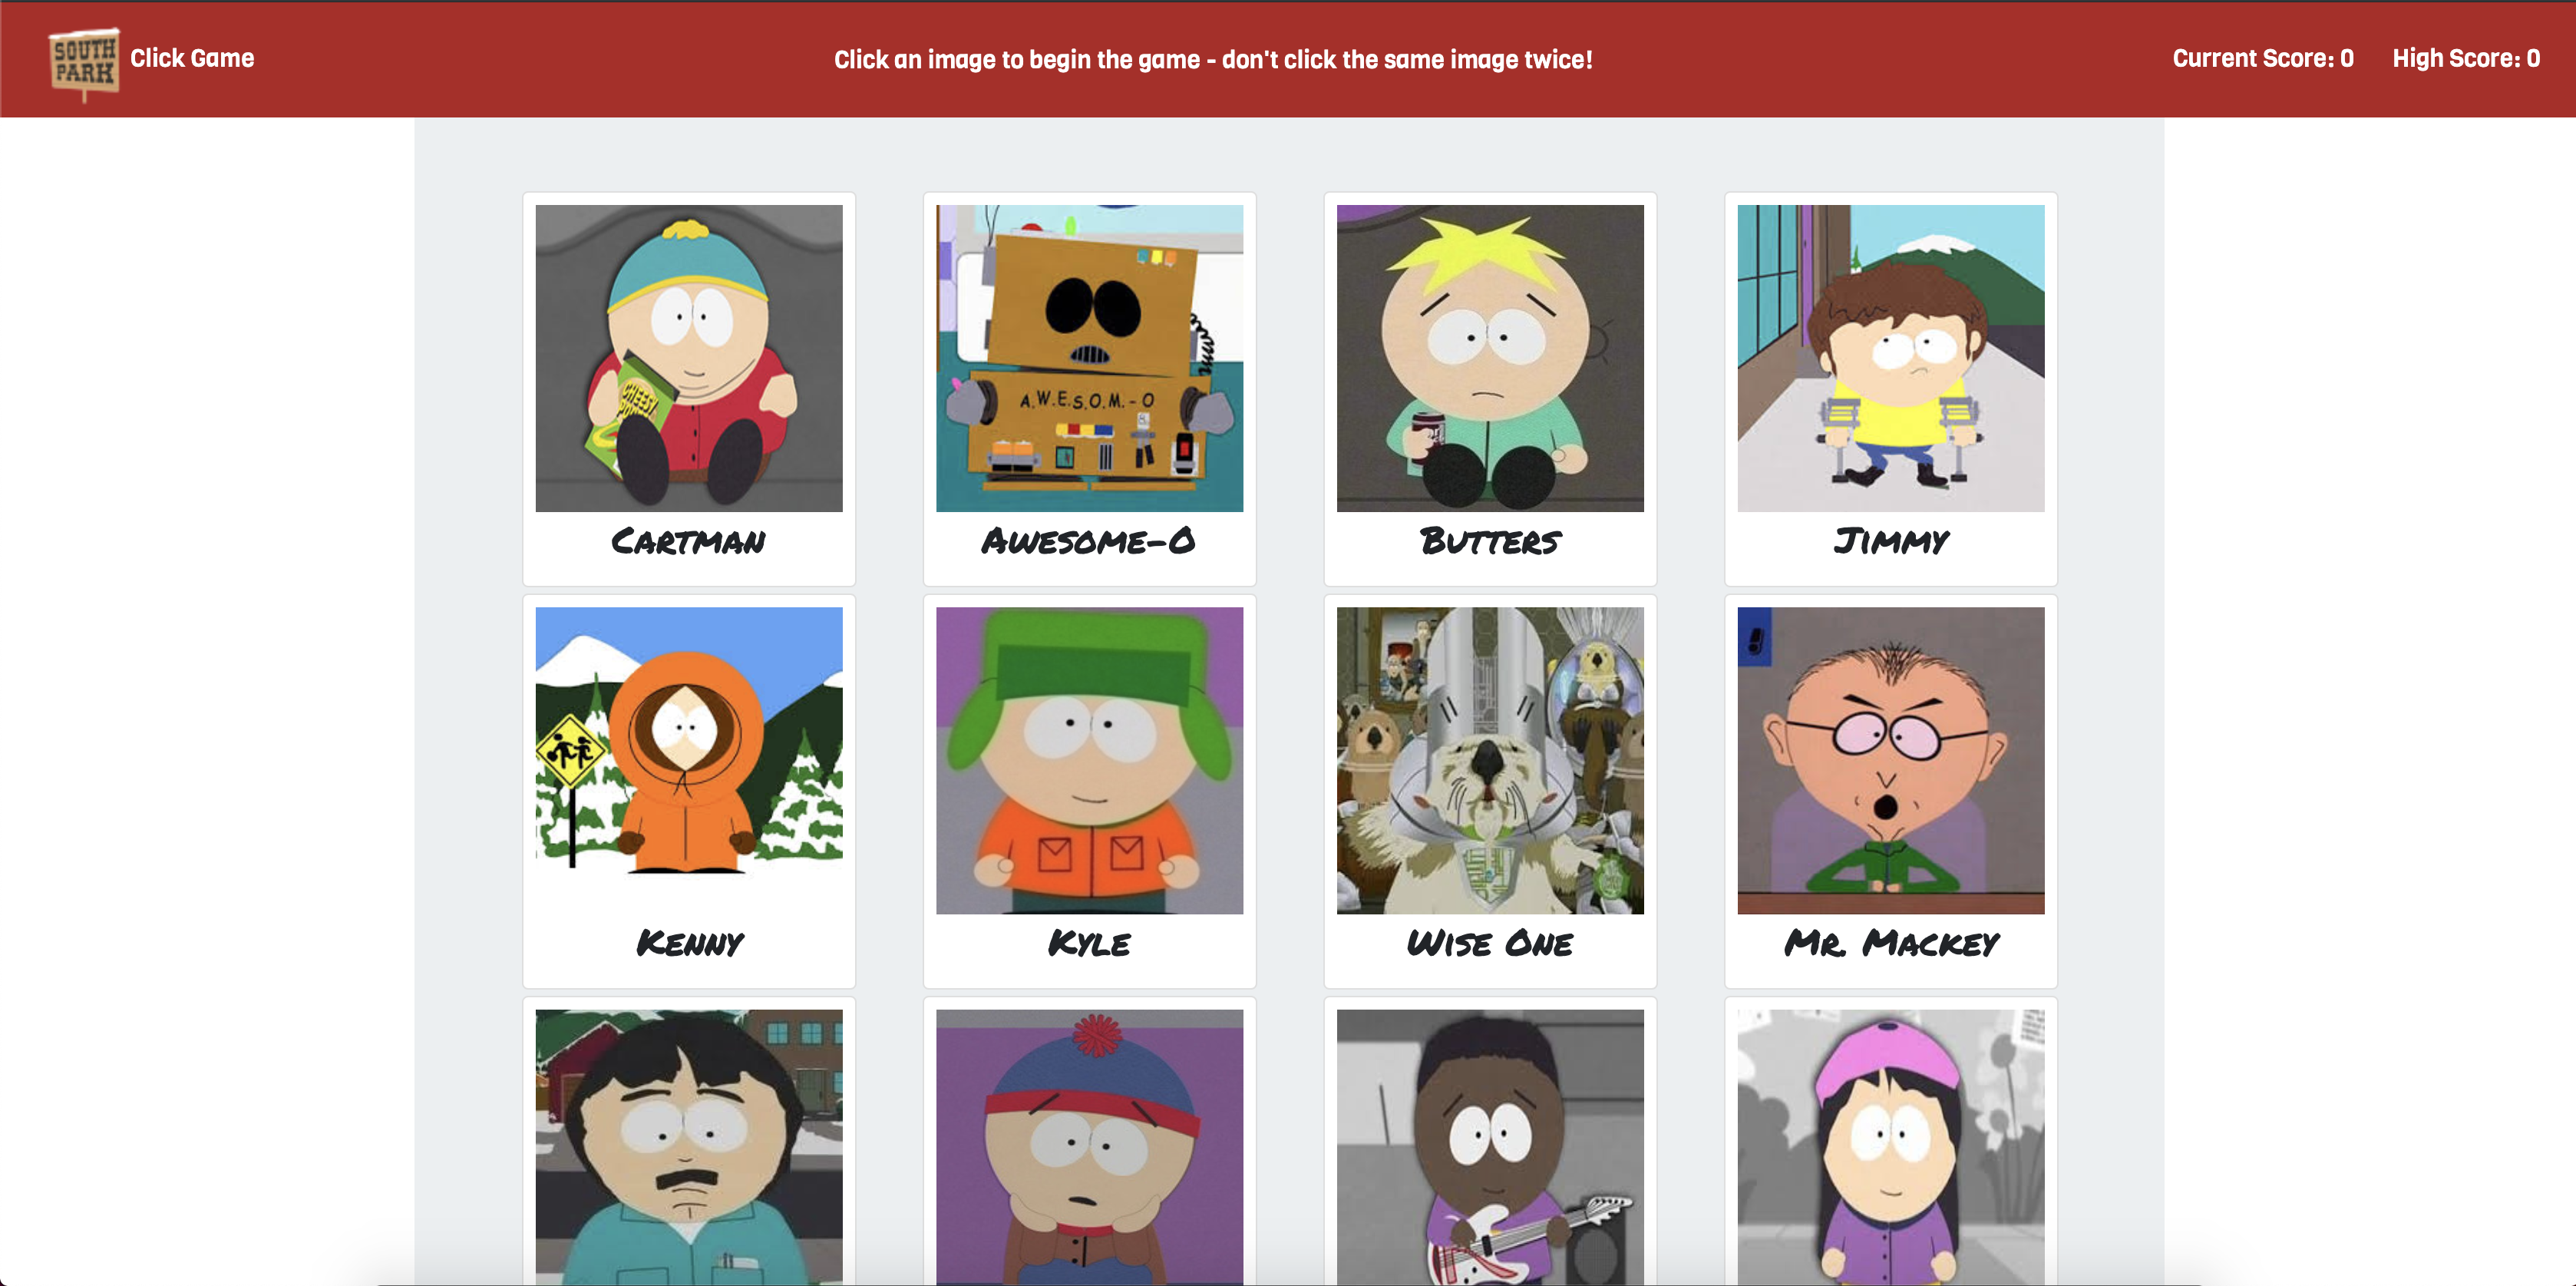 SOUTH
PARK
Click Game
Click an image to begin the game - don't click the same image twice!
Current Score: 0
High Score: 0
CHEESY
A.W.E.S.O.M.-O
Cartman
Awesome-O
Butters
Jimmy
Kenny
Kyle
Wise One
Mr. Mackey